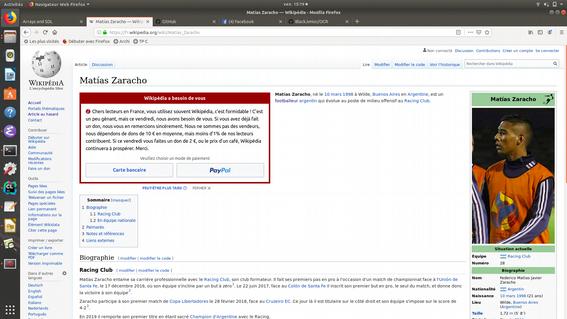 Activités
Navigateur Web Firefox
ven. 15:19
Matías Zaracho — Wikipédia - Mozilla Firefox
Arrays and SDL
Matías Zaracho — Wikip
GitHub
(4) Facebook
BlackJunior/OCR
https://fr.wikipedia.org/wiki/Matías_Zaracho
Les plus visités
Débuter avec Firefox
Archi
TP C
Non connecté Discussion Contributions Créer un compte Se connecter
Article Discussion
Lire Modifier Modifier le code Voir l'historique
Rechercher dans Wikipédia
WIKIPÉDIA
L'encyclopédie libre
Accueil
Portails thématiques
Article au hasard
Contact
Contribuer
Débuter sur Wikipédia
Aide
Communauté
Modifications récentes
Faire un don
Outils
Pages liées
Suivi des pages liées
Téléverser un fichier
Pages spéciales
Lien permanent
Informations sur la page
Élément Wikidata
Citer cette page
Imprimer / exporter
Créer un livre
Télécharger comme PDF
Version imprimable
Dans d'autres langues
Deutsch
English
Español
Français
Italiano
Matías Zaracho
Wikipédia a besoin de vous
Chers lecteurs en France, vous utilisez souvent Wikipédia, c'est formidable ! C'est
un peu gênant, mais ce vendredi, nous avons besoin de vous. Si vous avez déjà fait
un don, nous vous en remercions sincèrement. Nous ne sommes pas des vendeurs,
nous dépendons de dons de 10 € en moyenne, mais moins d'1% de nos lecteurs
contribuent. Si ce vendredi vous faites un don de 2 €, ou le prix d'un café, Wikipédia
continuera à prospérer. Merci.
Veuillez choisir un mode de paiement
Carte bancaire
PayPal
PEUT-ÊTRE PLUS TARD
FERMER
Matías Zaracho, né le 10 mars 1998 à Wilde, Buenos Aires en Argentine, est un
footballeur argentin qui évolue au poste de milieu offensif au Racing Club.
Sommaire [masquer]
1 Biographie
1.1 Racing Club
1.2 En équipe nationale
2 Palmarès
3 Notes et références
4 Liens externes
Biographie [ modifier | modifier le code ]
Racing Club [ modifier | modifier le code ]
Matías Zaracho entame sa carrière professionnelle avec le Racing Club, son club formateur. Il fait ses premiers pas en pro à l'occasion d'un match de championnat face à l'Unión de
Santa Fe, le 17 décembre 2016, où son équipe s'incline par un but à zéro. Le 22 juin 2017, face au Colón de Santa Fe il inscrit son premier but en pro, le seul du match, et donne donc
la victoire à son équipe.
Zaracho participe à son premier match de Copa Libertadores le 28 février 2018, face au Cruzeiro EC. Ce jour-là il est titulaire sur le côté droit et son équipe s'impose sur le score de
4-2.
En 2019 il remporte son premier titre en étant sacré Champion d'Argentine avec le Racing.
Matías Zaracho
Situation actuelle
Équipe Racing Club
Numéro 28
Biographie
Nom Federico Matías Javier Zaracho
Nationalité Argentin
Naissance 10 mars 1998 (21 ans)
Lieu Wilde, Buenos Aires
Taille 1,72 m (5′ 8″)